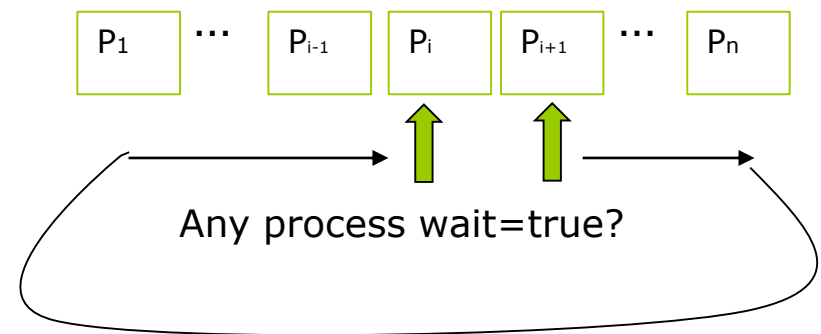 P1 ... Pi-1 Pi Pi+1 ... Pn
Any process wait=true?